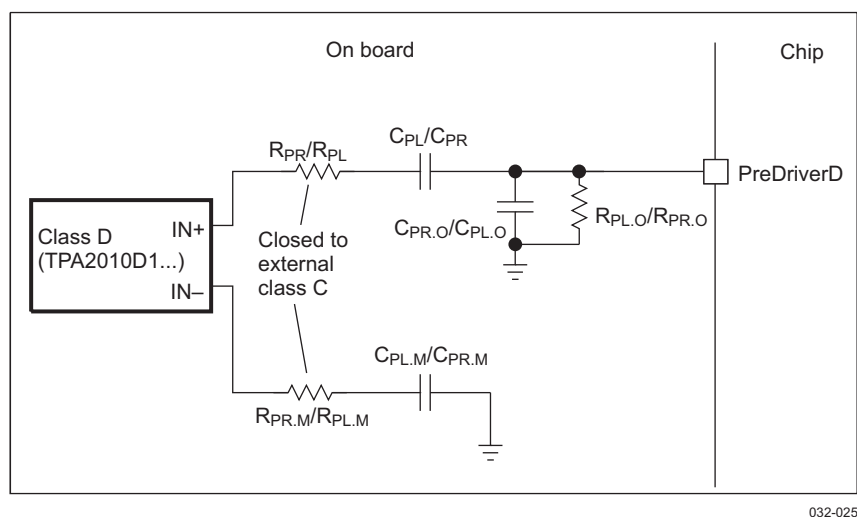 On board
Chip
C_PL/C_PR
R_PR/R_PL
PreDriverD
C_PR.O/C_PL.O
R_PL.O/R_PR.O
Class D
(TPA2010D1...)
IN+
IN–
Closed to
external
class C
C_PL.M/C_PR.M
R_PR.M/R_PL.M
032-025